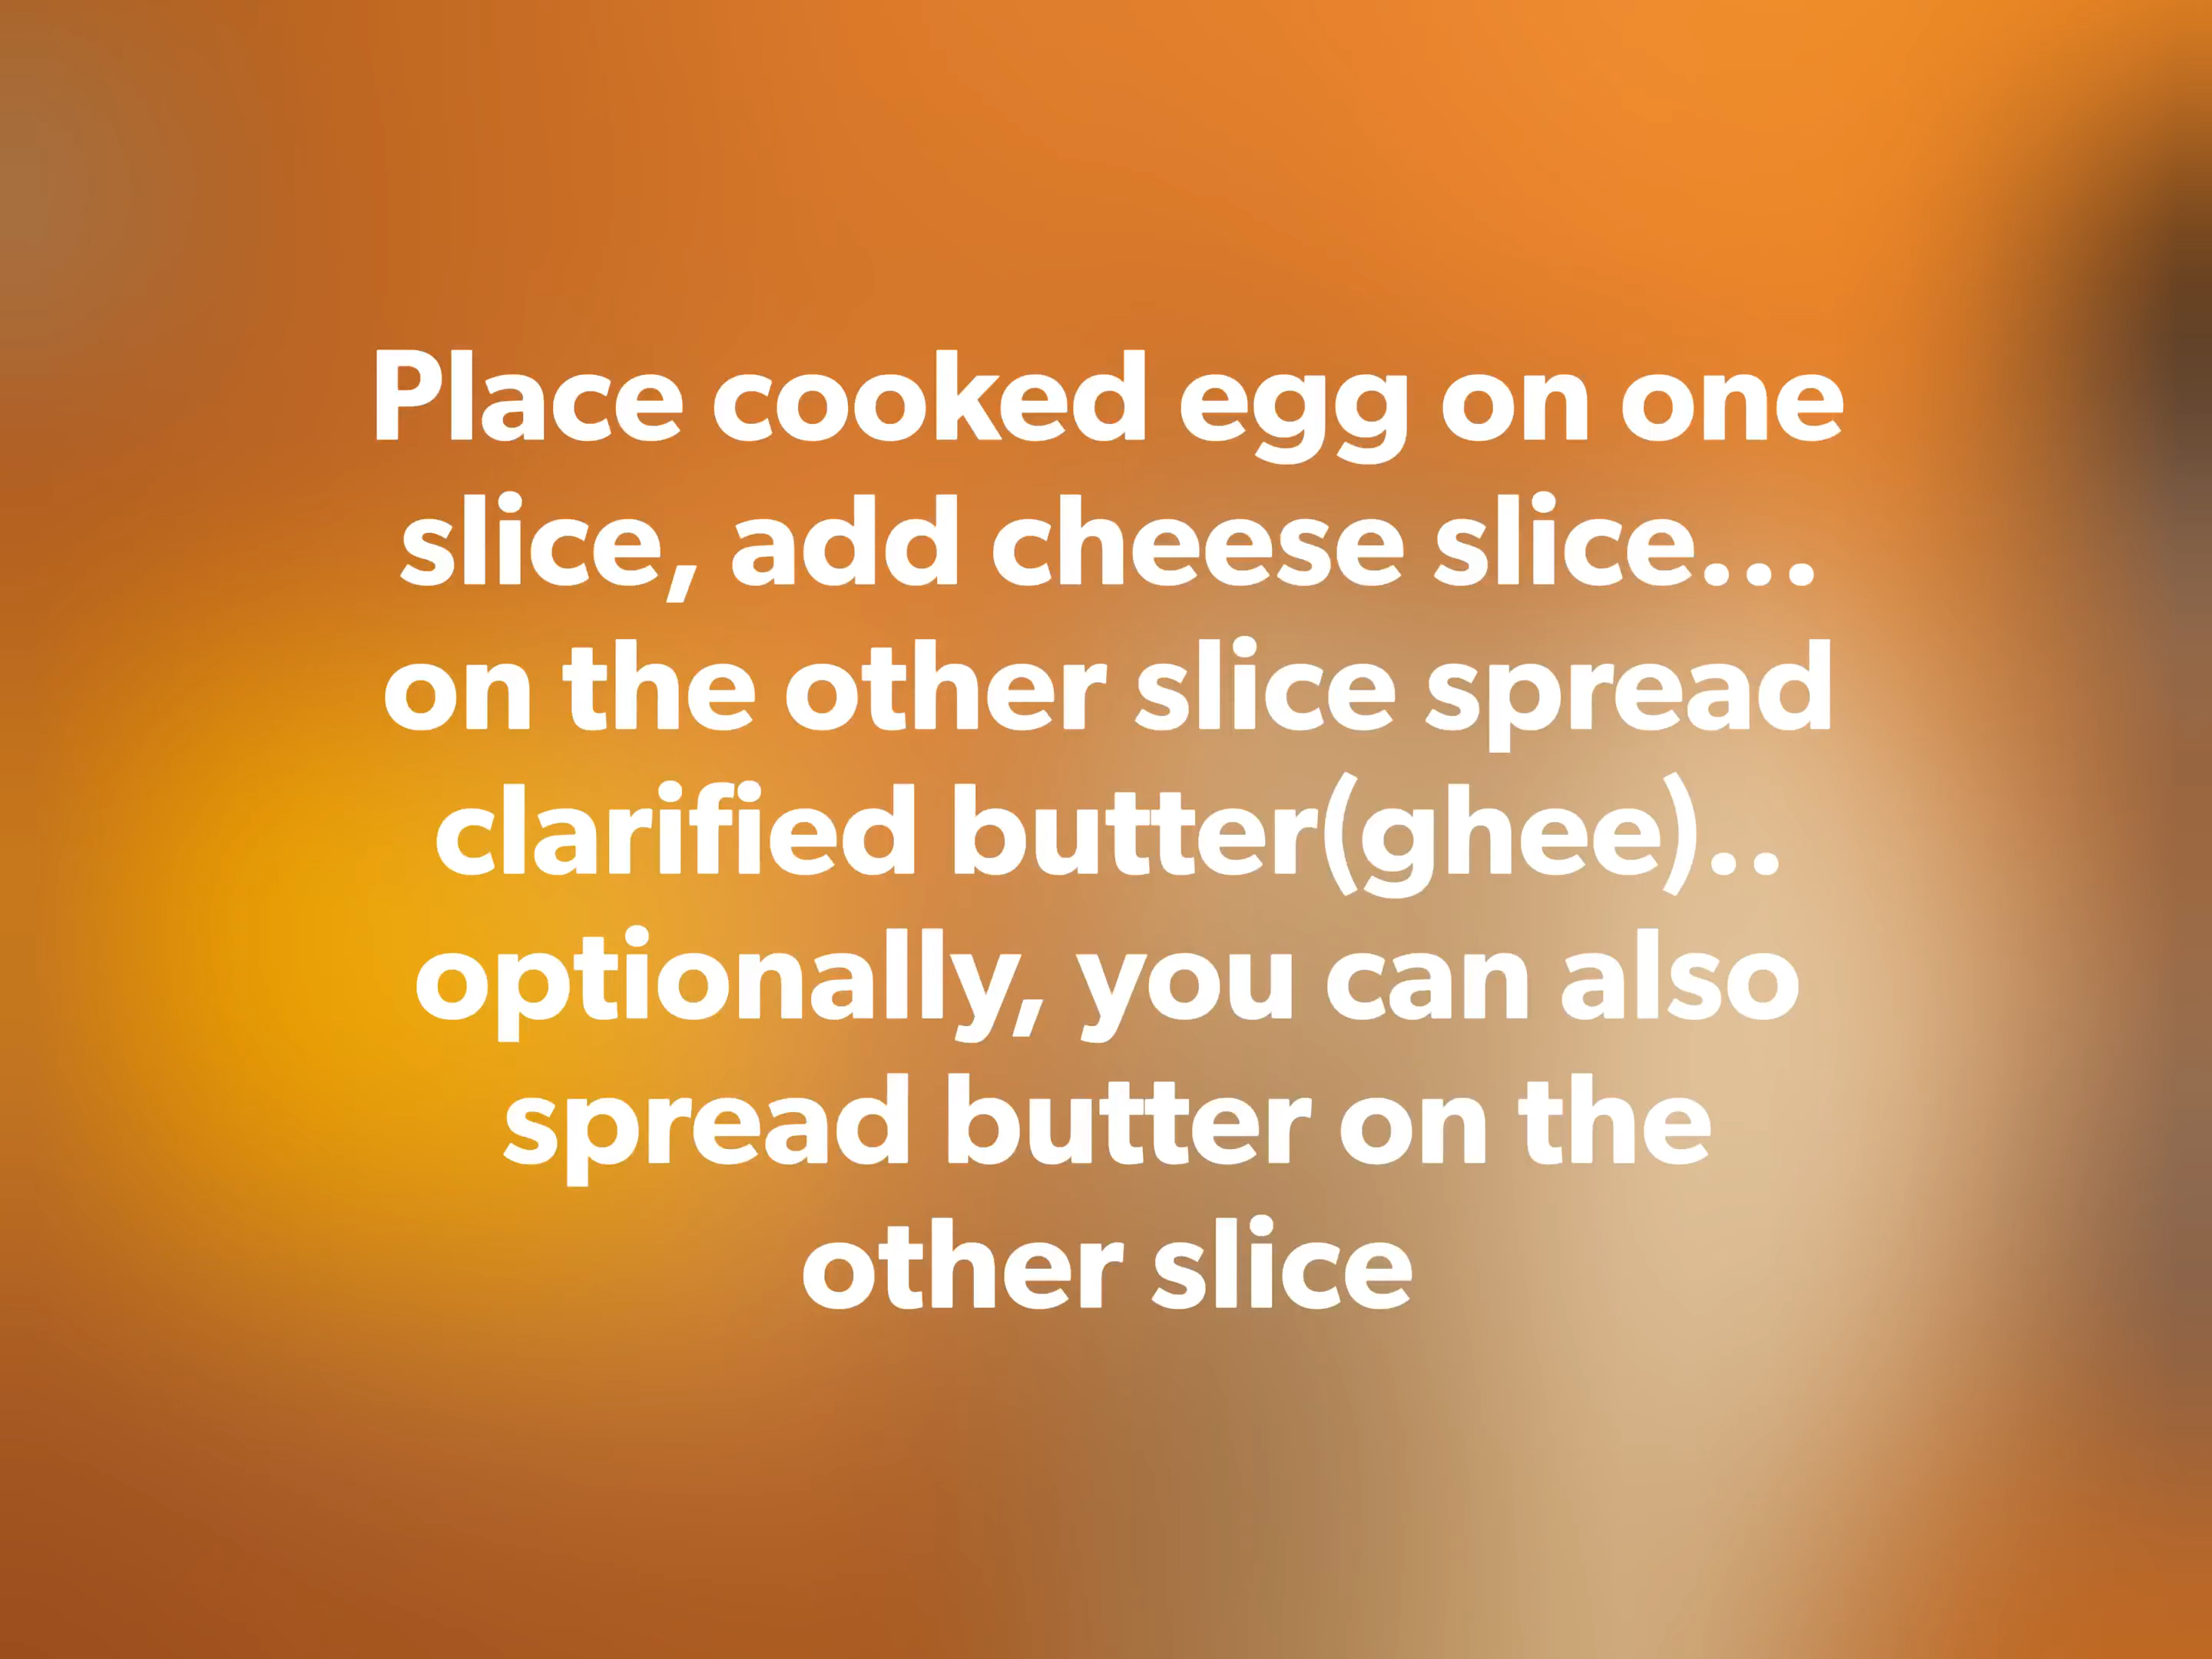 Place cooked egg on one
slice, add cheese slice...
on the other slice spread
clarified butter(ghee)..
optionally, you can also
spread butter on the
other slice